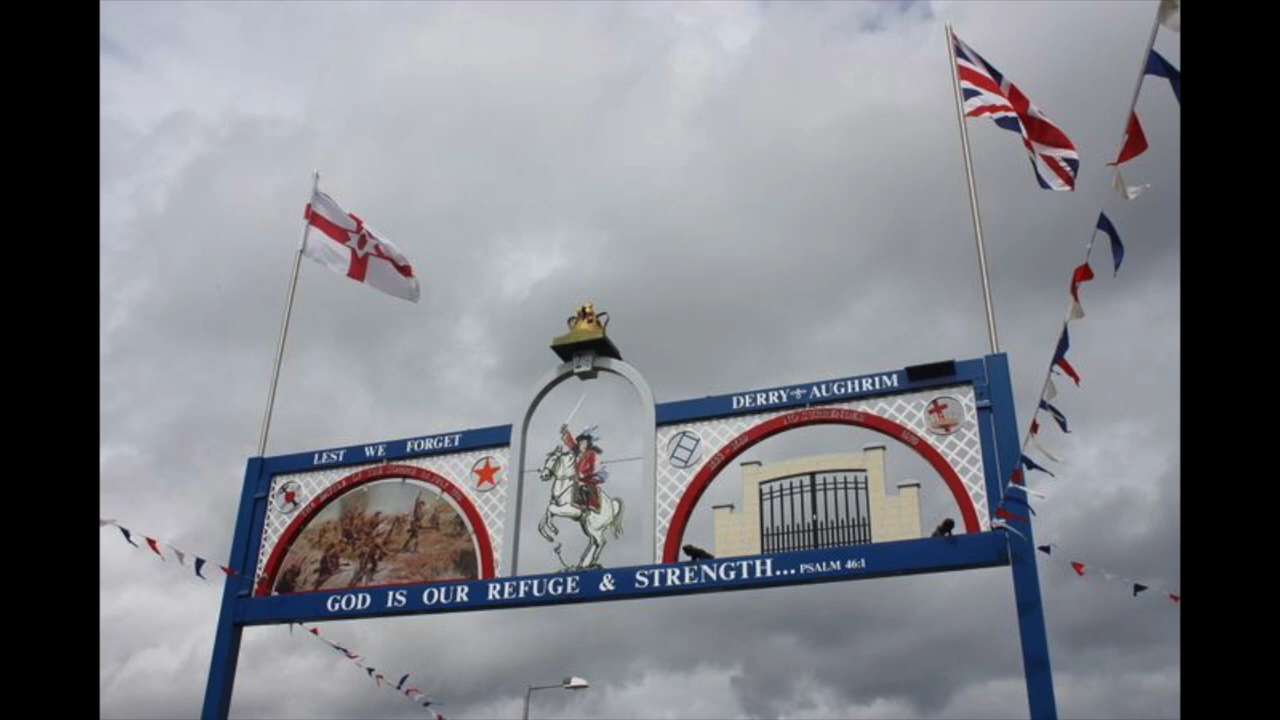 LEST WE FORGET
DERRY AUGHRIM
GOD IS OUR REFUGE & STRENGTH... PSALM 46:1